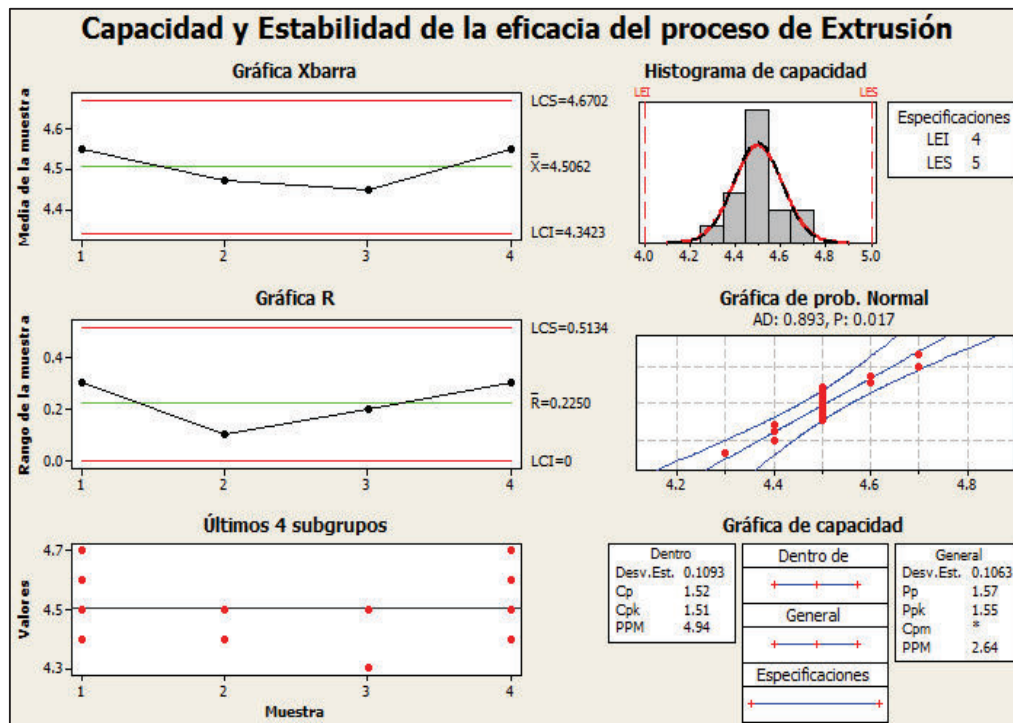 Capacidad y Estabilidad de la eficacia del proceso de Extrusión
Gráfica Xbarra
Media de la muestra
4.6
4.5
4.4
1 2 3 4
LCS=4.6702
X=4.5062
LCI=4.3423
Histograma de capacidad
LEI LES
4.0 4.2 4.4 4.6 4.8 5.0
Especificaciones
LEI 4
LES 5
Gráfica R
Rango de la muestra
0.4
0.2
0.0
1 2 3 4
LCS=0.5134
R=0.2250
LCI=0
Gráfica de prob. Normal
AD: 0.893, P: 0.017
4.2 4.4 4.6 4.8
Últimos 4 subgrupos
Valores
4.7
4.5
4.3
1 2 3 4
Muestra
Gráfica de capacidad
Dentro
Desv.Est. 0.1093
Cp 1.52
Cpk 1.51
PPM 4.94
Dentro de
General
Especificaciones
General
Desv.Est. 0.1063
Pp 1.57
Ppk 1.55
Cpm *
PPM 2.64